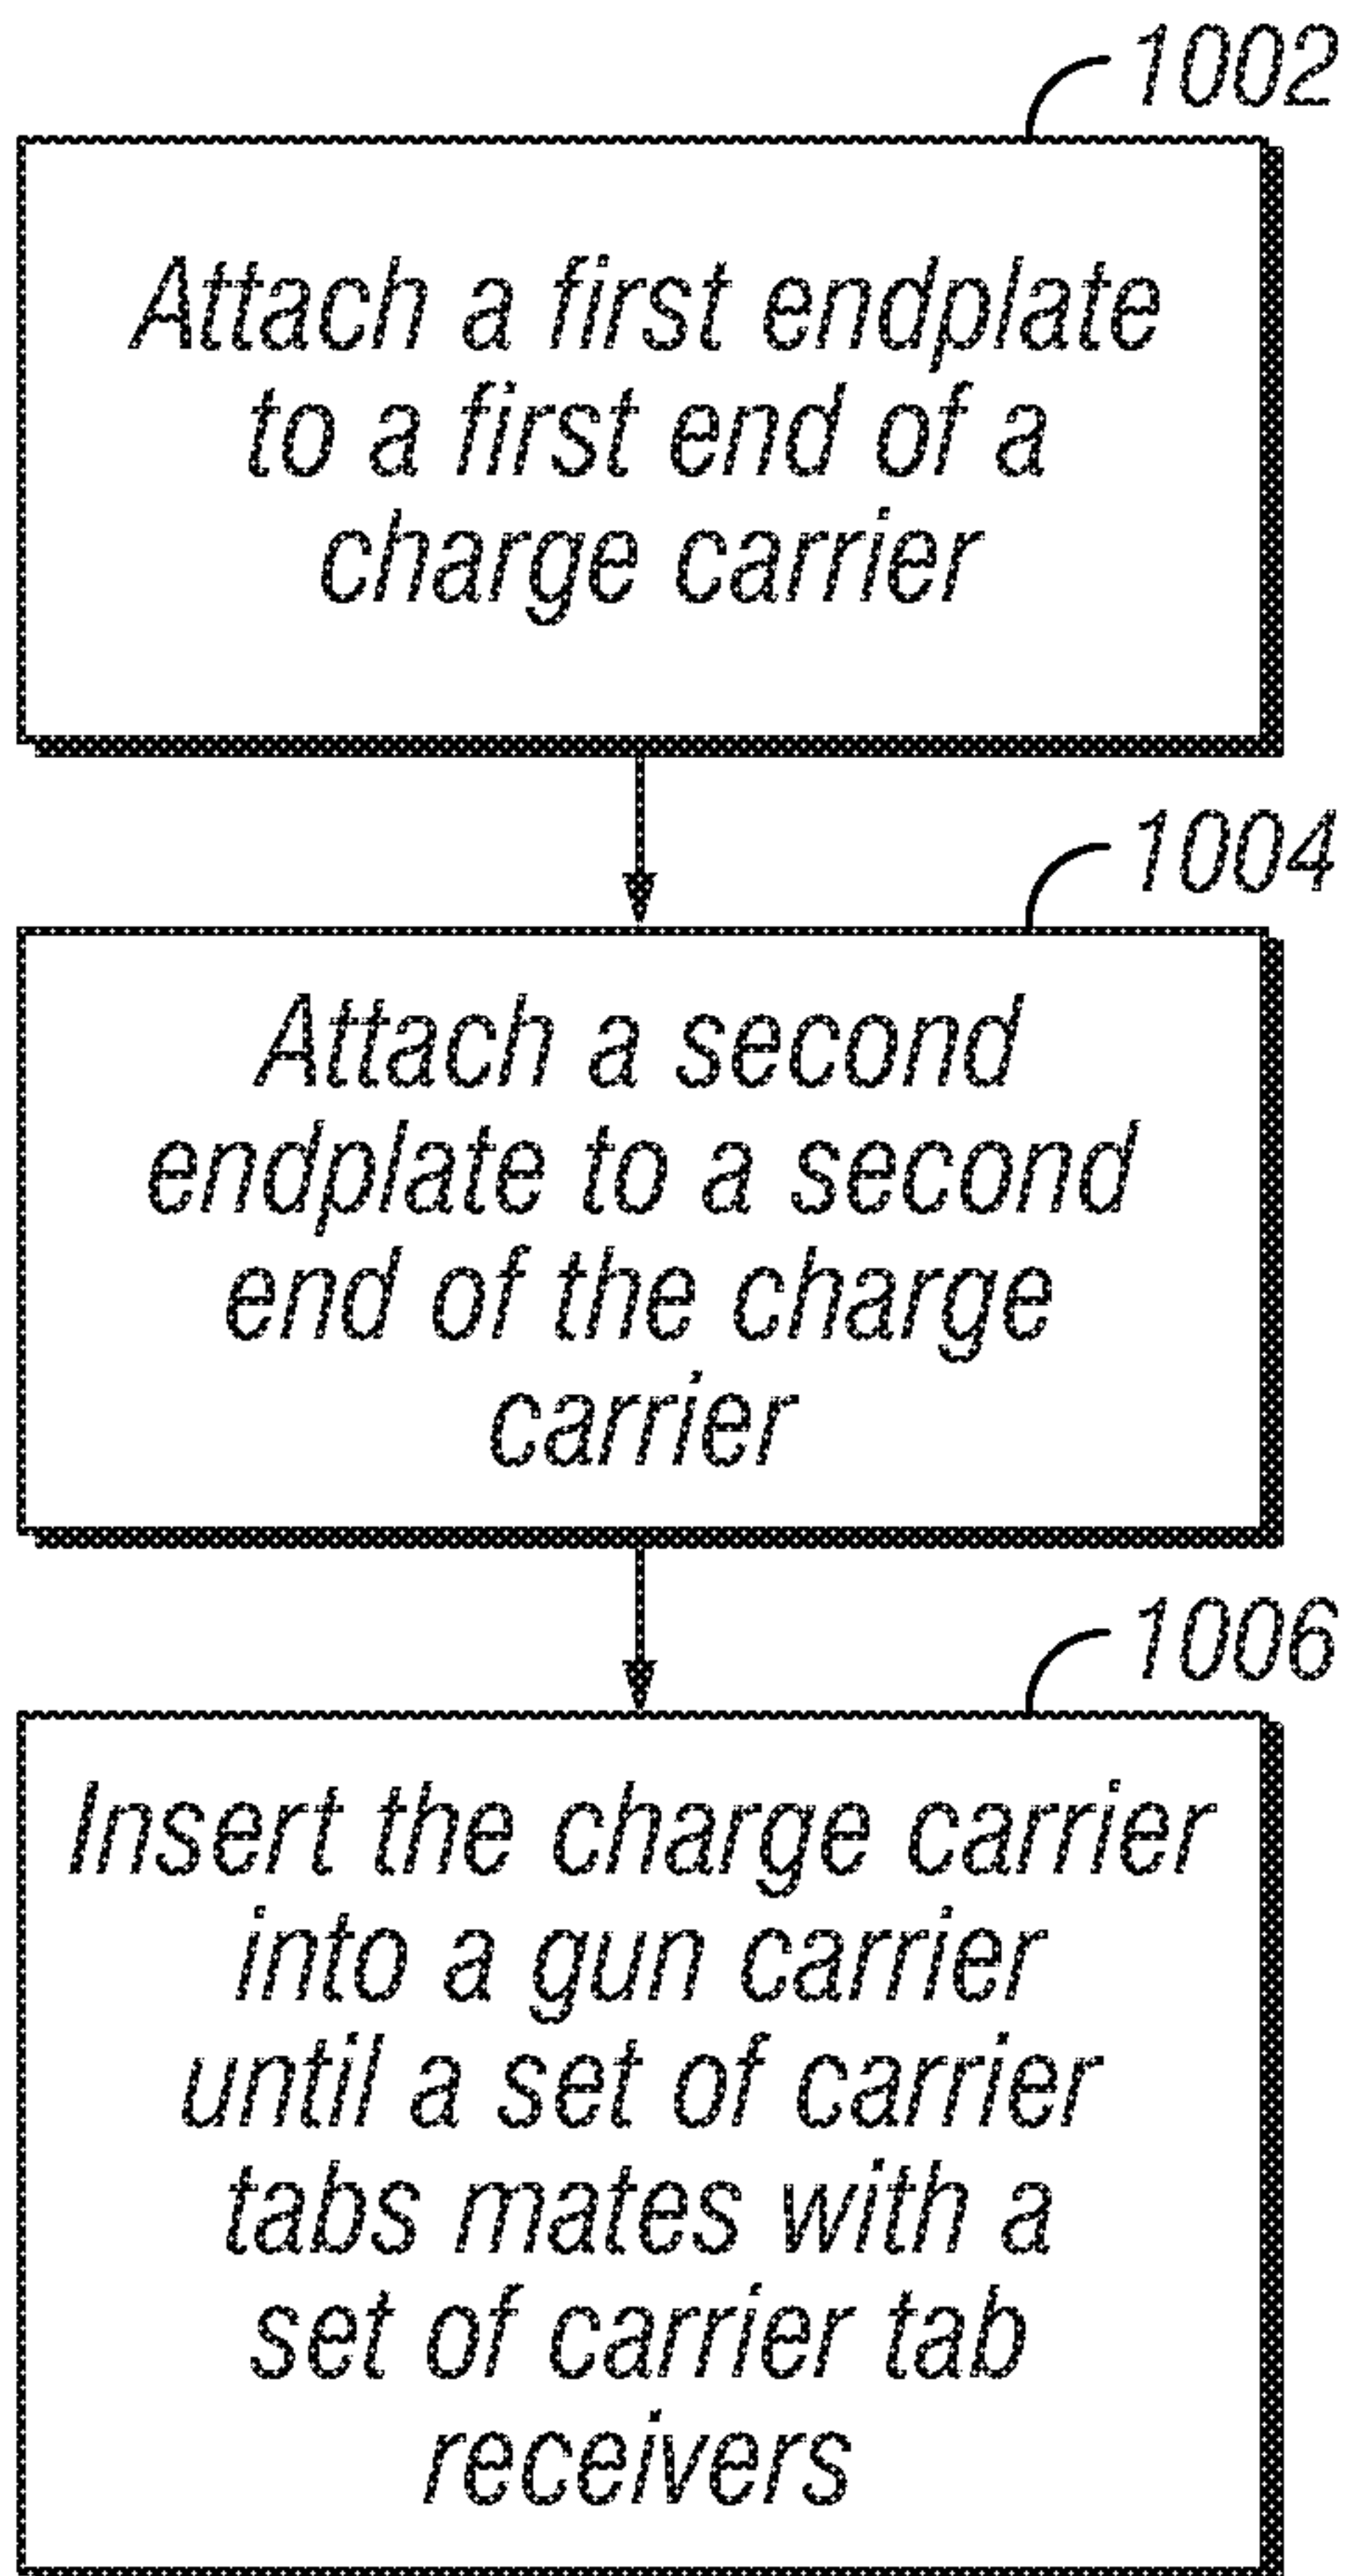 1002
Attach a first endplate
to a first end of a
charge carrier
1004
Attach a second
endplate to a second
end of the charge
carrier
1006
Insert the charge carrier
into a gun carrier
until a set of carrier
tabs mates with a
set of carrier tab
receivers